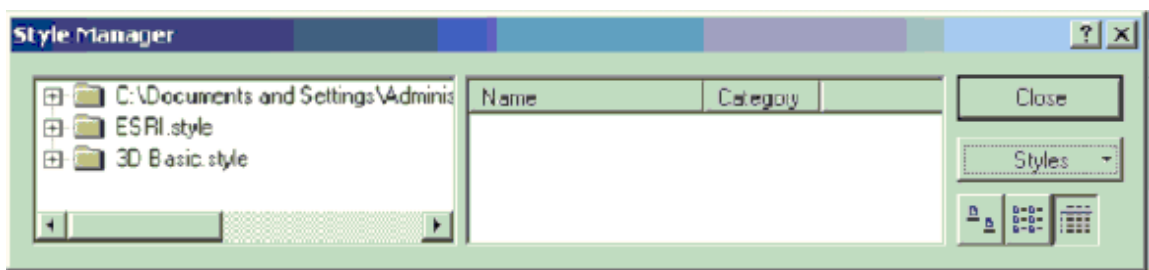 Style Manager
C:\Documents and Settings\Adminis
ESRI.style
3D Basic.style
Name Category
Close
Styles